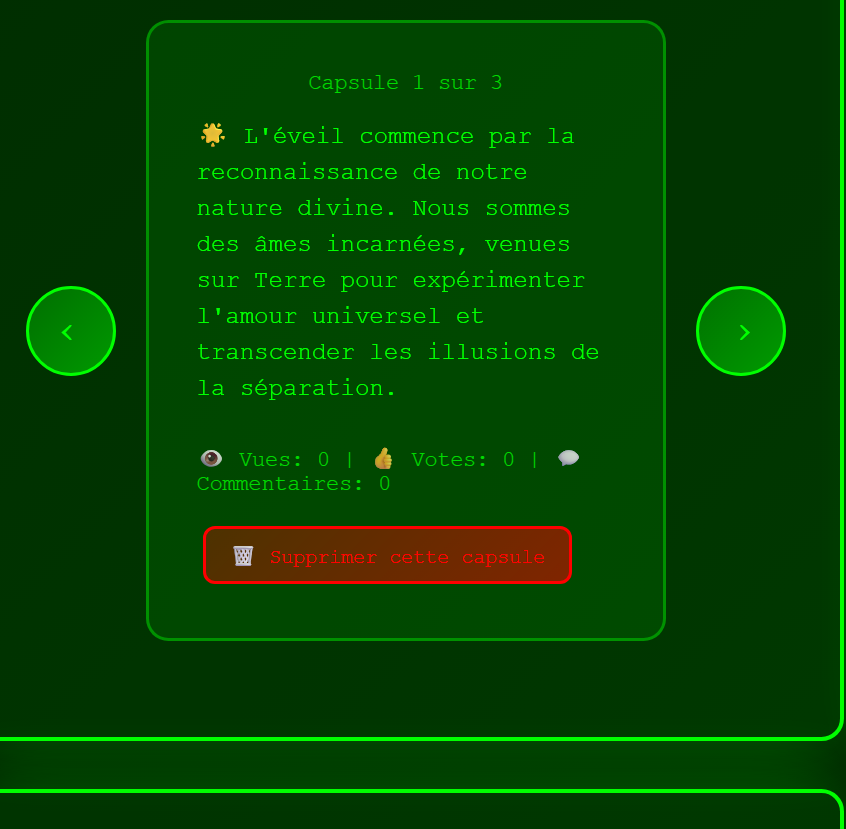 Capsule 1 sur 3
🌟 L'éveil commence par la
reconnaissance de notre
nature divine. Nous sommes
des âmes incarnées, venues
sur Terre pour expérimenter
l'amour universel et
transcender les illusions de
la séparation.
‹
›
👁️ Vues: 0 | 👍 Votes: 0 | 💬
Commentaires: 0
🗑️ Supprimer cette capsule